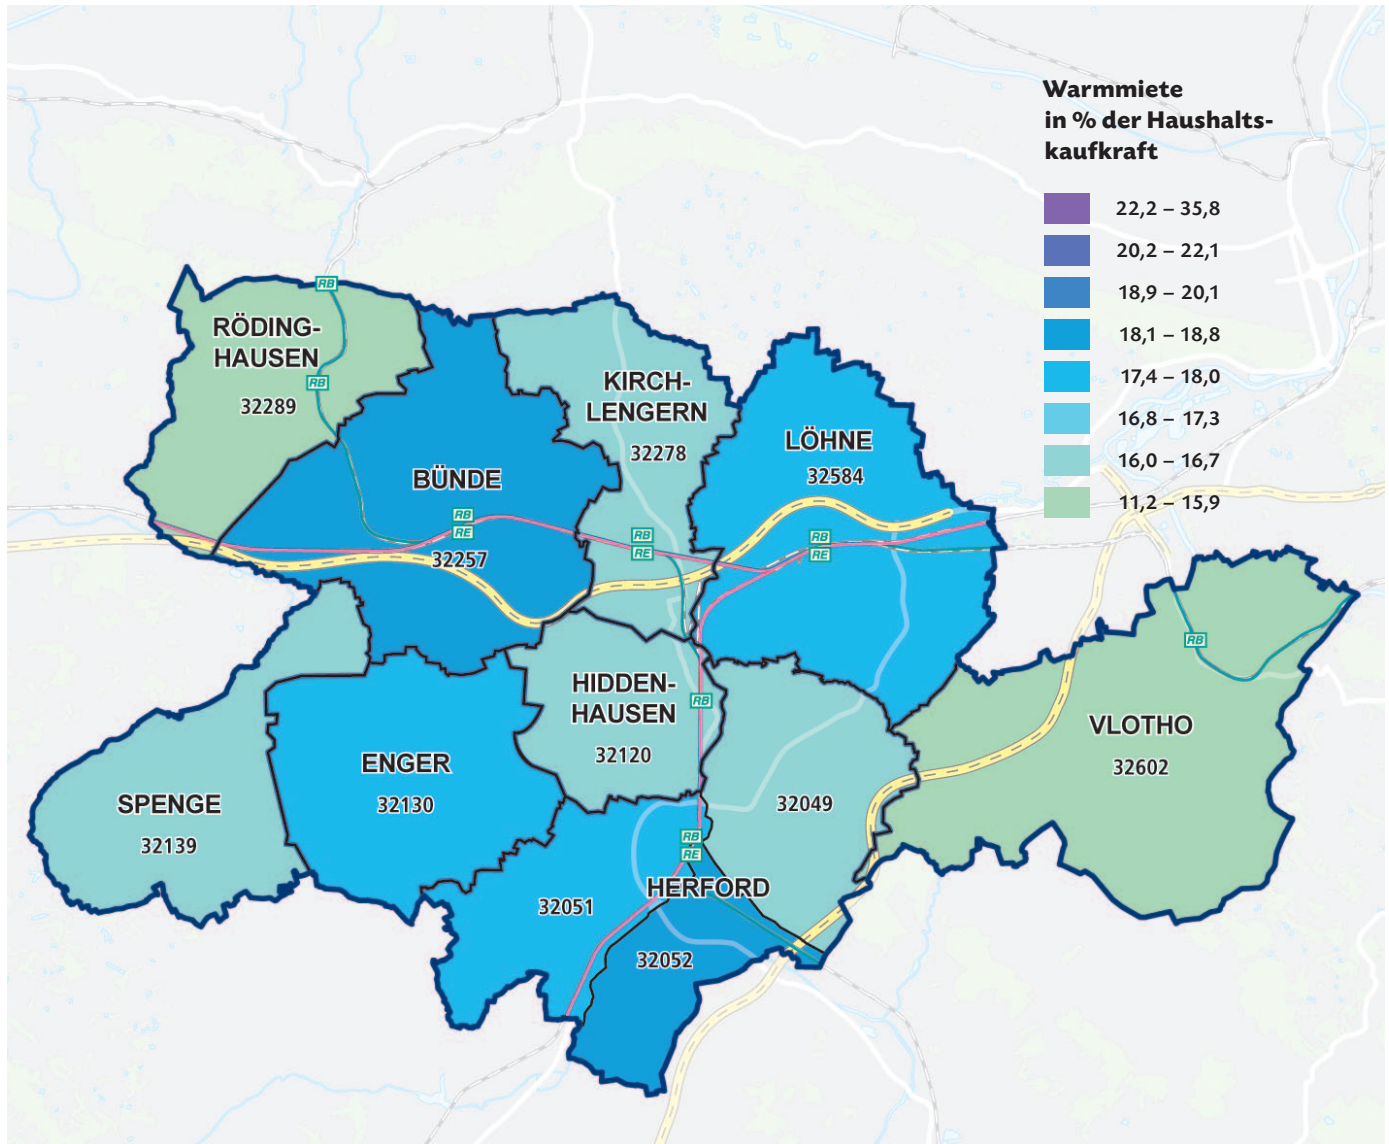 Warmmiete
in % der Haushalts-
kaufkraft
22,2 – 35,8
20,2 – 22,1
18,9 – 20,1
18,1 – 18,8
17,4 – 18,0
16,8 – 17,3
16,0 – 16,7
11,2 – 15,9
RB
RÖDING-
HAUSEN
RB
32289
KIRCH-
LENGERN
32278
LÖHNE
32584
BÜNDE
RB
RE
32257
RB
RE
RB
RE
RB
HIDDEN-
HAUSEN
32120
RB
VLOTHO
32602
ENGER
32130
SPENGE
32139
32049
RB
RE
HERFORD
32051
32052